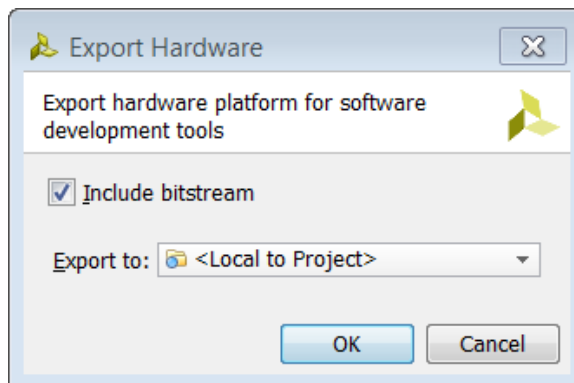 Export Hardware
Export hardware platform for software
development tools
Include bitstream
Export to: <Local to Project>
OK Cancel